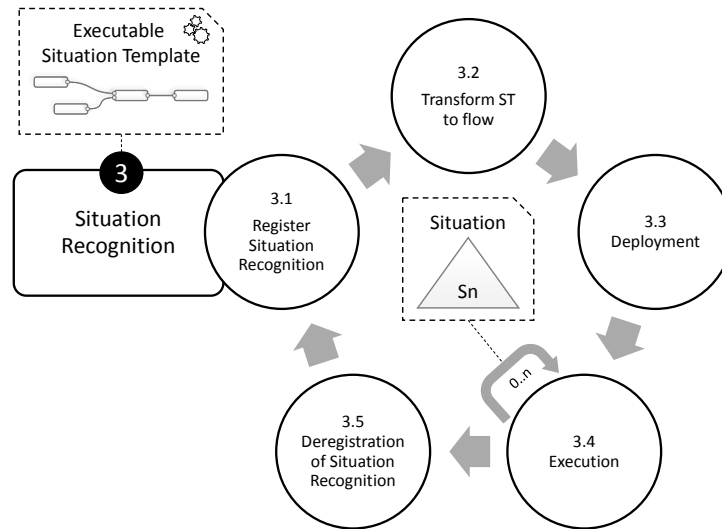 Executable
Situation Template
3
Situation
Recognition
3.1
Register
Situation
Recognition
3.2
Transform ST
to flow
3.3
Deployment
Situation
Sn
0..n
3.4
Execution
3.5
Deregistration
of Situation
Recognition